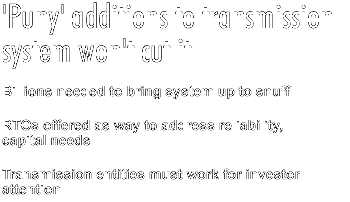 'Puny' additions to transmission
system won't cut it
Billions needed to bring system up to snuff
RTOs offered as way to address reliability,
capital needs
Transmission entities must work for investor
attention